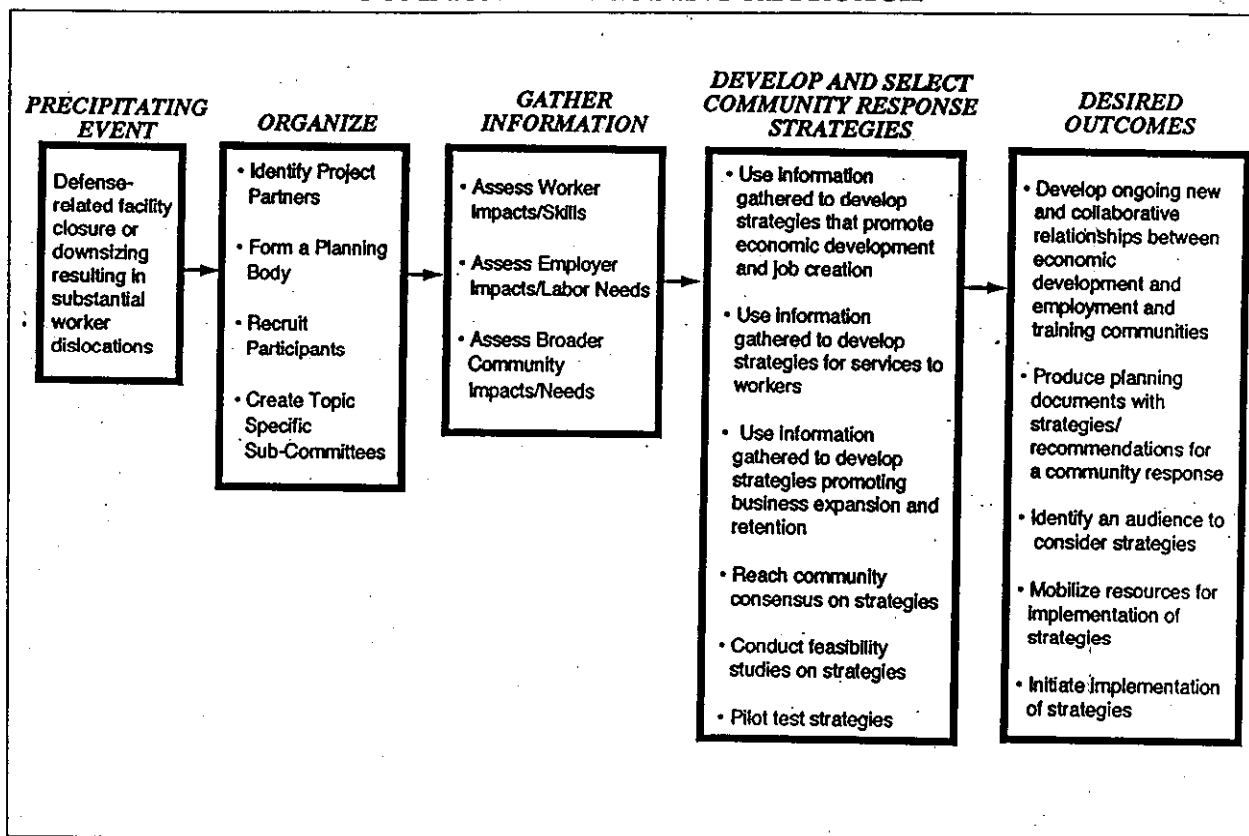 PRECIPITATING
EVENT
Defense-
related facility
closure or
downsizing
resulting in
substantial
worker
dislocations
ORGANIZE
• Identify Project
Partners
• Form a Planning
Body
• Recruit
Participants
• Create Topic
Specific
Sub-Committees
GATHER
INFORMATION
• Assess Worker
Impacts/Skills
• Assess Employer
Impacts/Labor Needs
• Assess Broader
Community
Impacts/Needs
DEVELOP AND SELECT
COMMUNITY RESPONSE
STRATEGIES
• Use information
gathered to develop
strategies that promote
economic development
and job creation
• Use information
gathered to develop
strategies for services to
workers
• Use information
gathered to develop
strategies promoting
business expansion and
retention
• Reach community
consensus on strategies
• Conduct feasibility
studies on strategies
• Pilot test strategies
DESIRED
OUTCOMES
• Develop ongoing new
and collaborative
relationships between
economic
development and
employment and
training communities
• Produce planning
documents with
strategies/
recommendations for
a community response
• Identify an audience to
consider strategies
• Mobilize resources for
implementation of
strategies
• Initiate implementation
of strategies